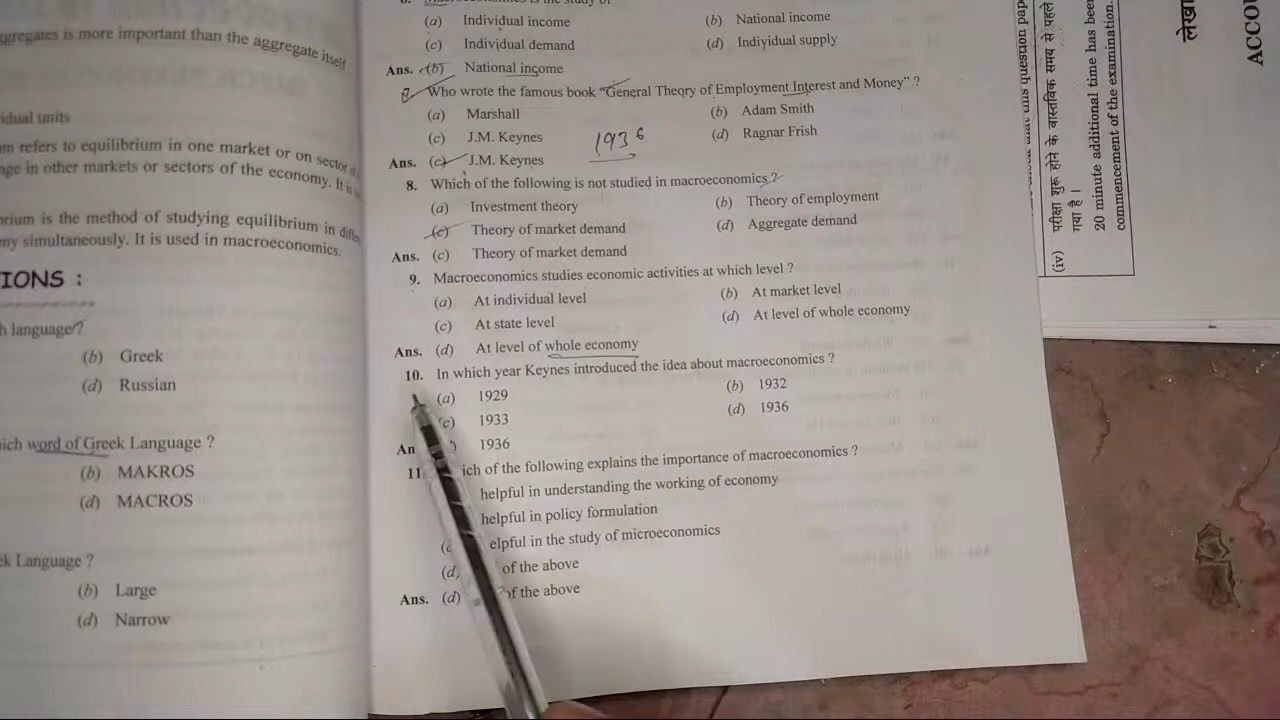 ggregates is more important than the aggregate itself
idual units
m refers to equilibrium in one market or on sector
nge in other markets or sectors of the economy. It is
brium is the method of studying equilibrium in
my simultaneously. It is used in macroeconomics.
IONS :
h language ?
(b) Greek
(d) Russian
ich word of Greek Language ?
(b) MAKROS
(d) MACROS
ek Language ?
(b) Large
(d) Narrow
(a) Individual income (b) National income
(c) Individual demand (d) Individual supply
Ans. (b) National income
7. Who wrote the famous book “General Theory of Employment Interest and Money” ?
(a) Marshall (b) Adam Smith
(c) J.M. Keynes (d) Ragnar Frish
1936
Ans. (c) J.M. Keynes
8. Which of the following is not studied in macroeconomics ?
(a) Investment theory (b) Theory of employment
(c) Theory of market demand (d) Aggregate demand
Ans. (c) Theory of market demand
9. Macroeconomics studies economic activities at which level ?
(a) At individual level (b) At market level
(c) At state level (d) At level of whole economy
Ans. (d) At level of whole economy
10. In which year Keynes introduced the idea about macroeconomics ?
(a) 1929 (b) 1932
(c) 1933 (d) 1936
An ) 1936
11 ich of the following explains the importance of macroeconomics ?
helpful in understanding the working of economy
helpful in policy formulation
elpful in the study of microeconomics
(d) of the above
Ans. (d) of the above
(iv) परीक्षा शुरू होने के वास्तविक समय से पहले
गया है ।
20 minute additional time has been
commencement of the examination.
लेखा
ACCOU